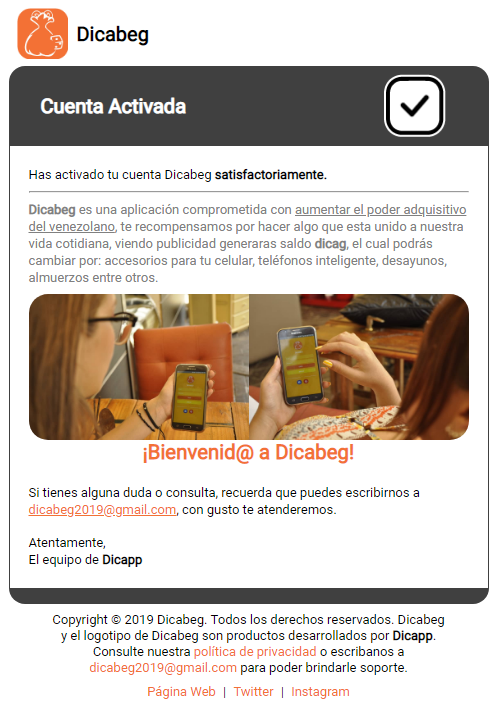 Dicabeg
Cuenta Activada
Has activado tu cuenta Dicabeg satisfactoriamente.
Dicabeg es una aplicación comprometida con aumentar el poder adquisitivo
del venezolano, te recompensamos por hacer algo que esta unido a nuestra
vida cotidiana, viendo publicidad generaras saldo dicag, el cual podrás
cambiar por: accesorios para tu celular, teléfonos inteligente, desayunos,
almuerzos entre otros.
¡Bienvenid@ a Dicabeg!
Si tienes alguna duda o consulta, recuerda que puedes escribirnos a
dicabeg2019@gmail.com, con gusto te atenderemos.
Atentamente,
El equipo de Dicapp
Copyright © 2019 Dicabeg. Todos los derechos reservados. Dicabeg
y el logotipo de Dicabeg son productos desarrollados por Dicapp.
Consulte nuestra política de privacidad o escribanos a
dicabeg2019@gmail.com para poder brindarle soporte.
Página Web | Twitter | Instagram